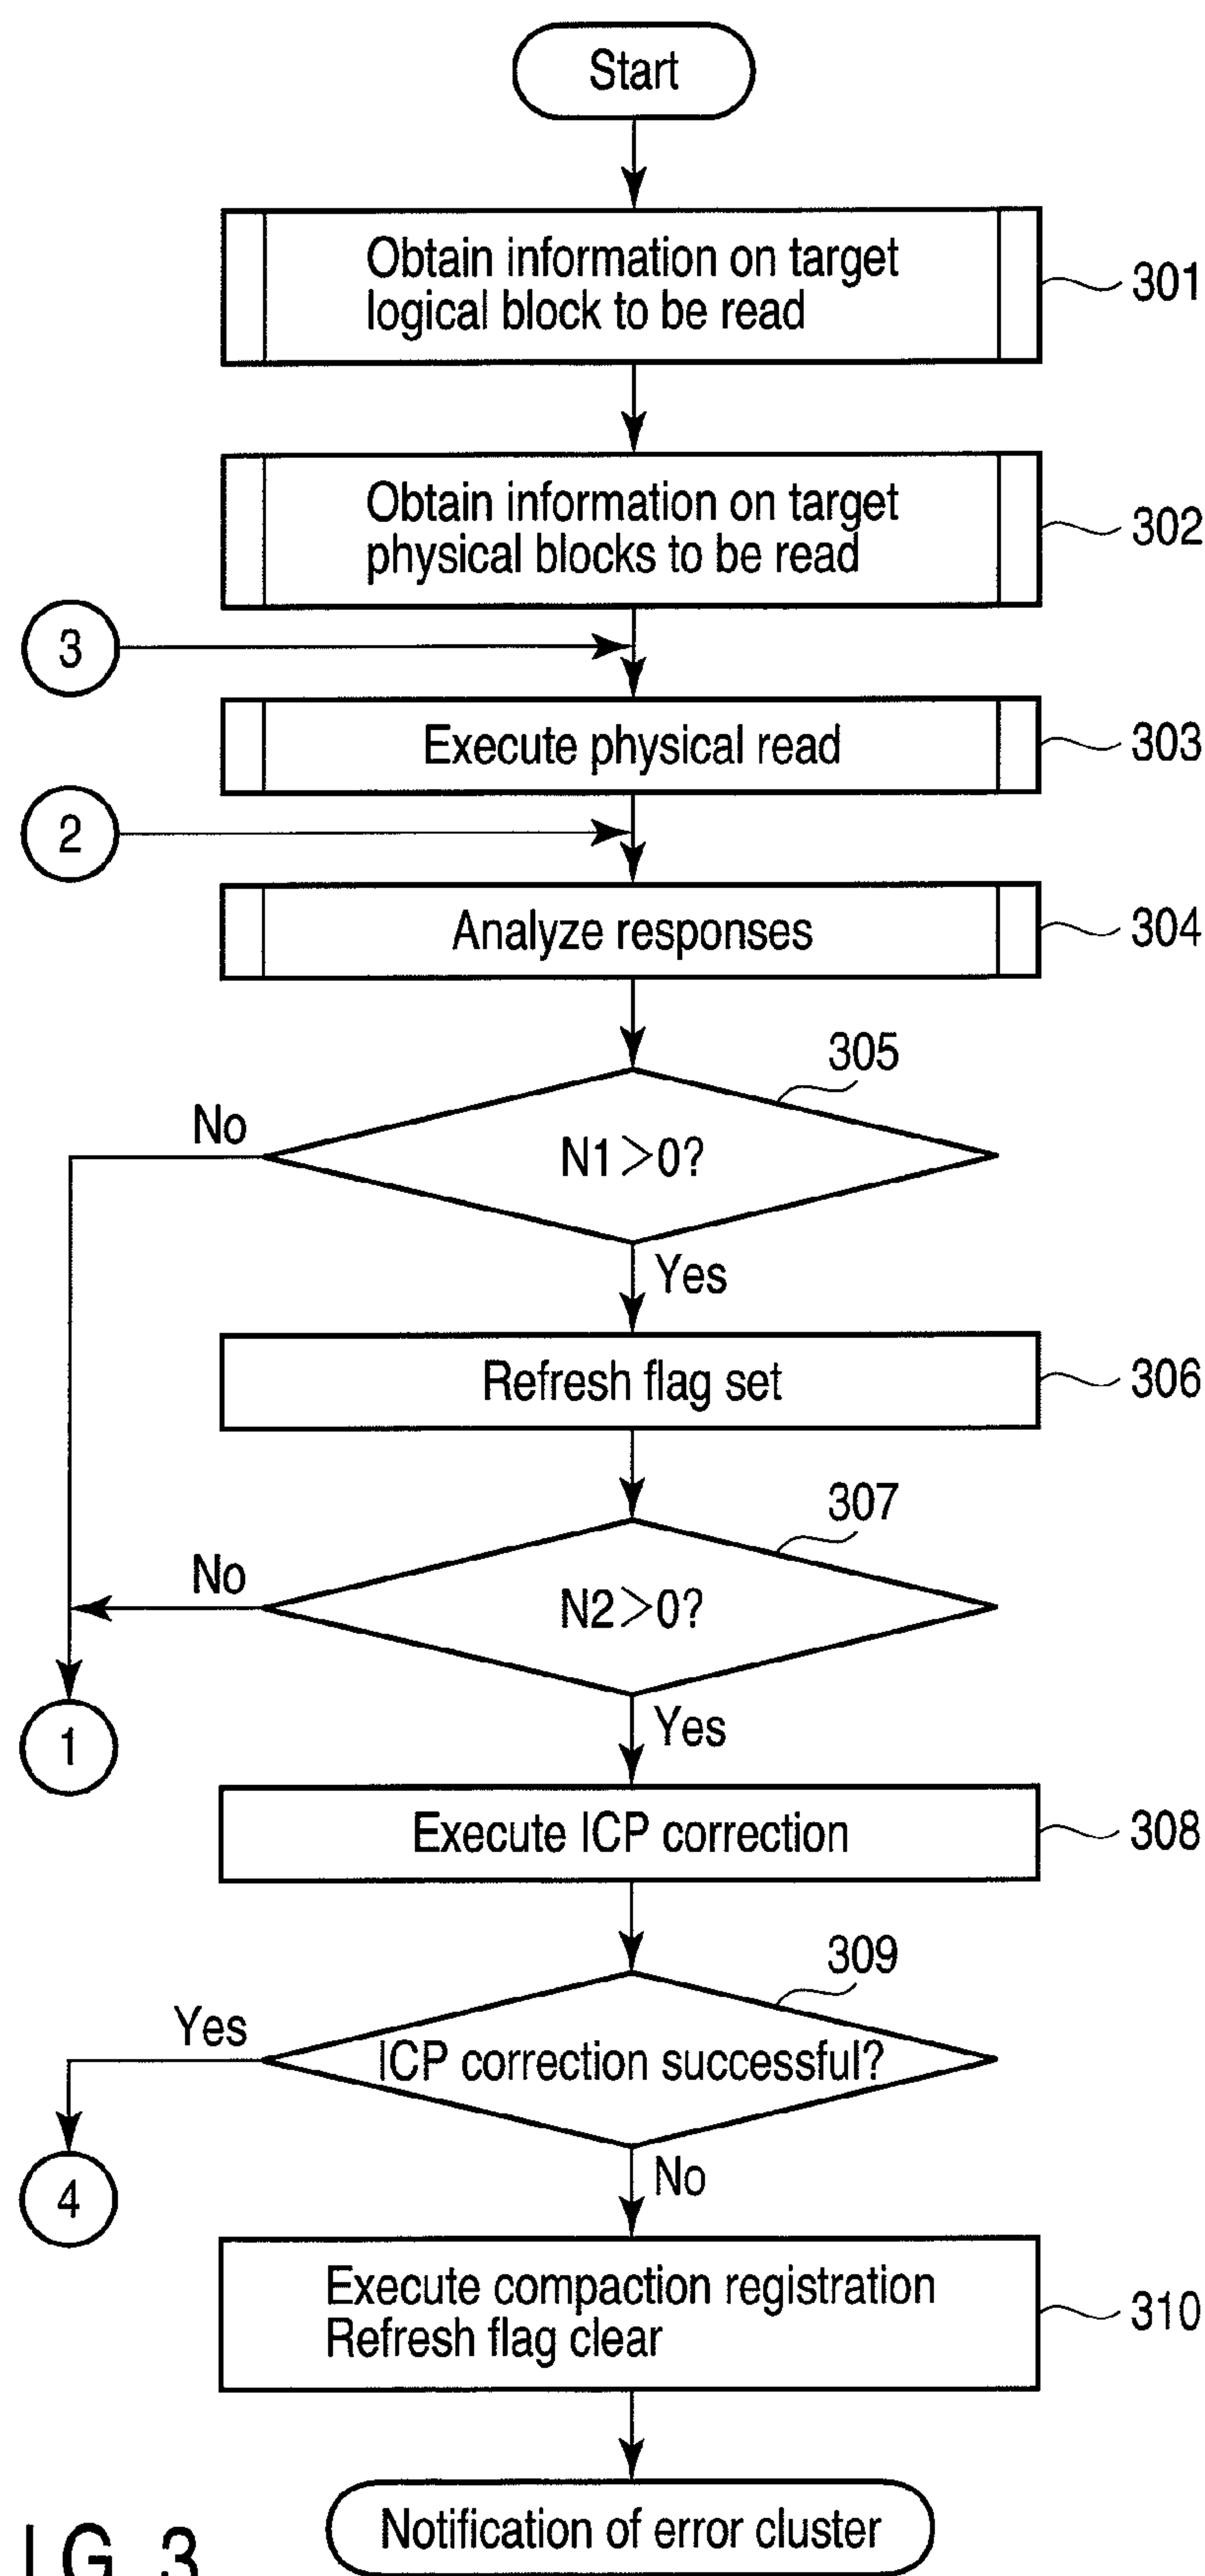 Start
Obtain information on target
logical block to be read
301
Obtain information on target
physical blocks to be read
302
3
Execute physical read
303
2
Analyze responses
304
305
No
N1>0?
Yes
Refresh flag set
306
307
No
N2>0?
Yes
1
Execute ICP correction
308
309
Yes
ICP correction successful?
4
No
Execute compaction registration
Refresh flag clear
310
Notification of error cluster
IG. 3